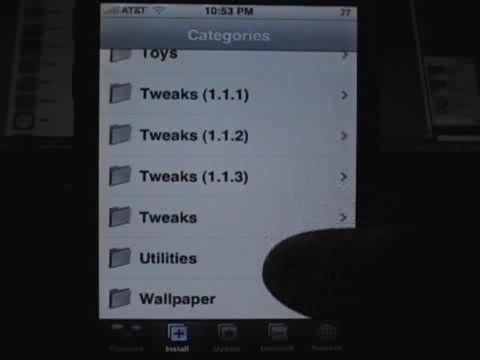 AT&T 10:53 PM 77
Categories
Toys
Tweaks (1.1.1)
Tweaks (1.1.2)
Tweaks (1.1.3)
Tweaks
Utilities
Wallpaper
Install